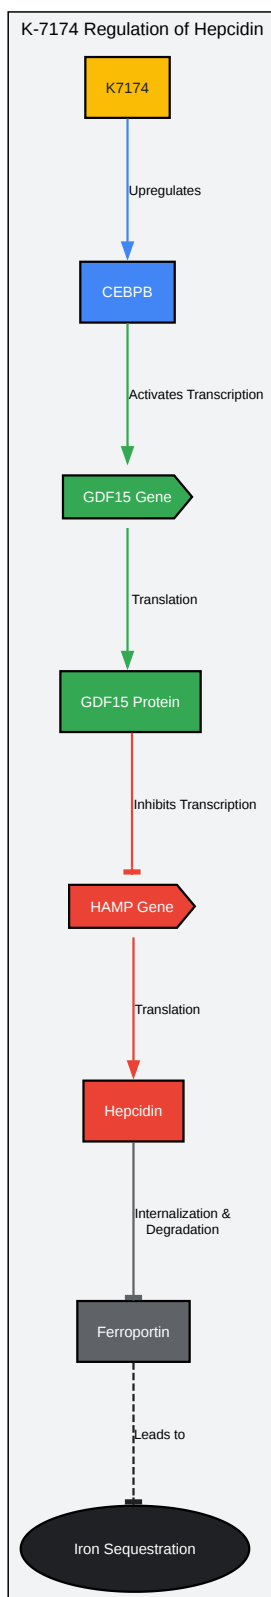 K-7174 Regulation of Hepcidin
K7174
Upregulates
CEBPB
Activates Transcription
GDF15 Gene
Translation
GDF15 Protein
Inhibits Transcription
HAMP Gene
Translation
Hepcidin
Internalization &
Degradation
Ferroportin
Leads to
Iron Sequestration